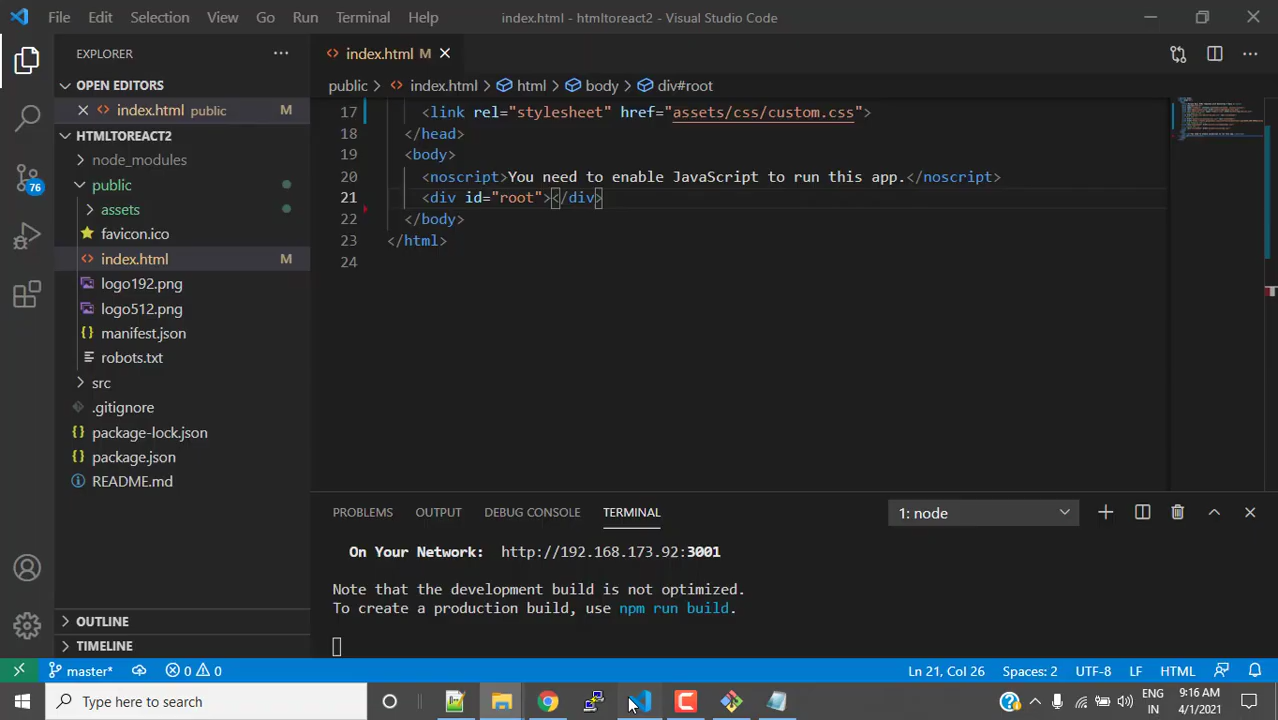 File Edit Selection View Go Run Terminal Help index.html - htmltoreact2 - Visual Studio Code
EXPLORER
OPEN EDITORS
index.html public M
HTMLTOREACT2
node_modules
public
assets
favicon.ico
index.html M
logo192.png
logo512.png
manifest.json
robots.txt
src
.gitignore
package-lock.json
package.json
README.md
OUTLINE
TIMELINE
76
index.html M
public index.html html body div#root
17 <link rel="stylesheet" href="assets/css/custom.css">
18 </head>
19 <body>
20 <noscript>You need to enable JavaScript to run this app.</noscript>
21 <div id="root"></div>
22 </body>
23 </html>
24
PROBLEMS OUTPUT DEBUG CONSOLE TERMINAL 1: node
On Your Network: http://192.168.173.92:3001
Note that the development build is not optimized.
To create a production build, use npm run build.
master* 0 0 Ln 21, Col 26 Spaces: 2 UTF-8 LF HTML
Type here to search
ENG
IN
9:16 AM
4/1/2021